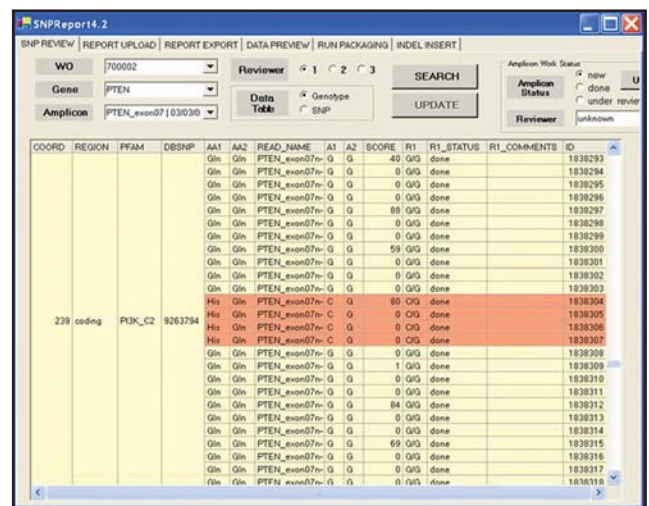 SNPReport4.2
SNP REVIEW REPORT UPLOAD REPORT EXPORT DATA PREVIEW RUN PACKAGING INDEL INSERT
WO 700002 Reviewer 1 2 3 SEARCH
Gene PTEN Data Table Genotype SNP UPDATE
Amplicon PTEN_exon07 | 03/03/0
Amplicon Work Status
Amplicon Status new done under review U
Reviewer unknown
COORD REGION PFAM DBSNP AA1 AA2 READ_NAME A1 A2 SCORE R1 R1_STATUS R1_COMMENTS ID
Gln Gln PTEN_exon07n- G G 40 G/G done 1838293
Gln Gln PTEN_exon07n- G G 0 G/G done 1838294
Gln Gln PTEN_exon07n- G G 0 G/G done 1838295
Gln Gln PTEN_exon07n- G G 0 G/G done 1838296
Gln Gln PTEN_exon07n- G G 88 G/G done 1838297
Gln Gln PTEN_exon07n- G G 0 G/G done 1838298
Gln Gln PTEN_exon07n- G G 0 G/G done 1838299
Gln Gln PTEN_exon07n- G G 59 G/G done 1838300
Gln Gln PTEN_exon07n- G G 0 G/G done 1838301
Gln Gln PTEN_exon07n- G G 0 G/G done 1838302
Gln Gln PTEN_exon07n- G G 0 G/G done 1838303
His Gln PTEN_exon07n- C G 80 C/G done 1838304
239 coding PI3K_C2 9263794 His Gln PTEN_exon07n- C G 0 C/G done 1838305
His Gln PTEN_exon07n- C G 0 C/G done 1838306
His Gln PTEN_exon07n- C G 0 C/G done 1838307
Gln Gln PTEN_exon07n- G G 0 G/G done 1838308
Gln Gln PTEN_exon07n- G G 1 G/G done 1838309
Gln Gln PTEN_exon07n- G G 0 G/G done 1838310
Gln Gln PTEN_exon07n- G G 0 G/G done 1838311
Gln Gln PTEN_exon07n- G G 84 G/G done 1838312
Gln Gln PTEN_exon07n- G G 0 G/G done 1838313
Gln Gln PTEN_exon07n- G G 0 G/G done 1838314
Gln Gln PTEN_exon07n- G G 69 G/G done 1838315
Gln Gln PTEN_exon07n- G G 0 G/G done 1838316
Gln Gln PTEN_exon07n- G G 0 G/G done 1838317
Gln Gln PTEN_exon07n- G G 0 G/G done 1838318